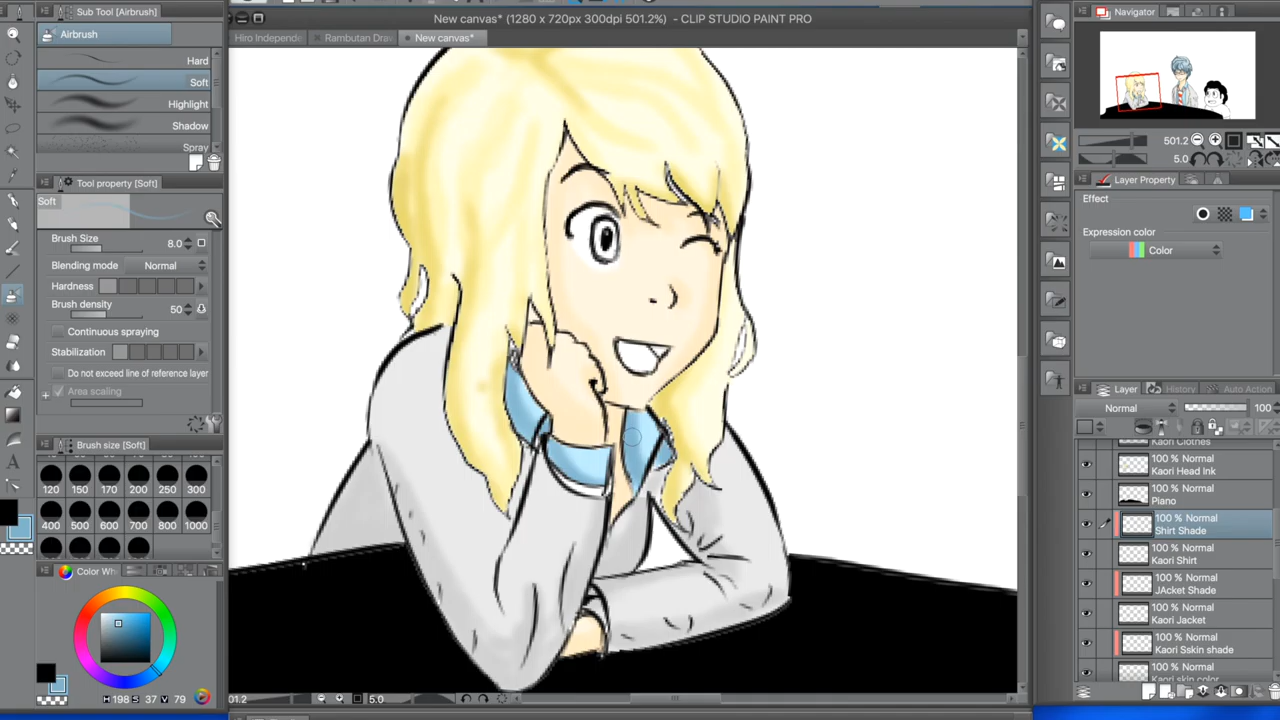 New canvas* (1280 x 720px 300dpi 501.2%) - CLIP STUDIO PAINT PRO
Sub Tool [Airbrush]
Airbrush
Hard
Soft
Highlight
Shadow
Spray
Tool property [Soft]
Soft
Brush Size 8.0
Blending mode Normal
Hardness
Brush density 50
Continuous spraying
Stabilization
Do not exceed line of reference layer
Area scaling
Brush size [Soft]
120 150 170 200 250 300
400 500 600 700 800 1000
Color Wh
H 198 S 37 V 79
Hiro Independe
Rambutan Dra
New canvas*
01.2
5.0
Navigator
501.2
5.0
Layer Property
Effect
Expression color
Color
Layer History Auto Action
Normal 100
Kaori Clothes
100 % Normal
Kaori Head Ink
100 % Normal
Piano
100 % Normal
Shirt Shade
100 % Normal
Kaori Shirt
100 % Normal
JAcket Shade
100 % Normal
Kaori Jacket
100 % Normal
Kaori Sskin shade
100 % Normal
Kaori skin color